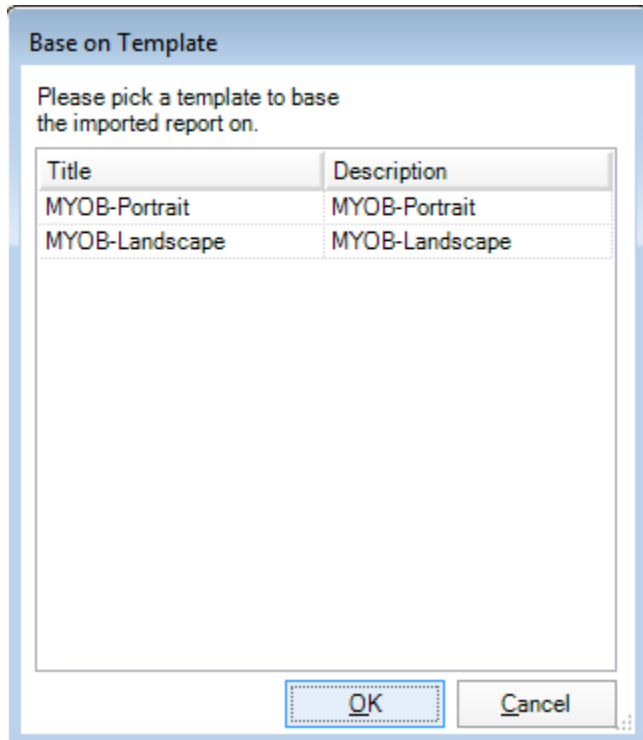 Base on Template
Please pick a template to base
the imported report on.
Title Description
MYOB-Portrait MYOB-Portrait
MYOB-Landscape MYOB-Landscape
OK Cancel